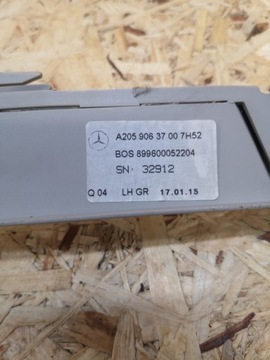 A205 906 37 00 7H52
BOS 899600052204
SN: 32912
Q 04 LH GR 17.01.15